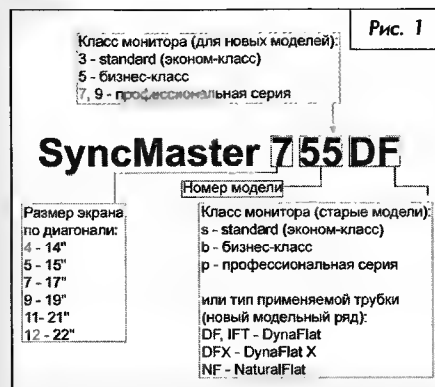 Рис. 1
Класс монитора (для новых моделей):
3 - standard (эконом-класс)
5 - бизнес-класс
7, 9 - профессиональная серия
SyncMaster 755DF
Номер модели
Размер экрана
по диагонали:
4 - 14"
5 - 15"
7 - 17"
9 - 19"
11- 21"
12 - 22"
Класс монитора (старые модели):
s - standard (эконом-класс)
b - бизнес-класс
p - профессиональная серия
или тип применяемой трубки
(новый модельный ряд):
DF, IFT - DynaFlat
DFX - DynaFlat X
NF - NaturalFlat